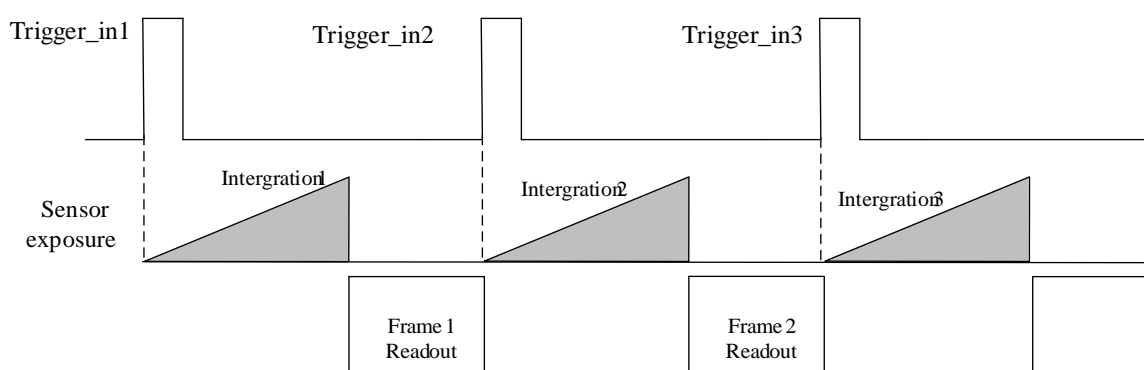 Trigger_in1
Trigger_in2
Trigger_in3
Intergration1
Intergration2
Intergration3
Sensor
exposure
Frame 1
Readout
Frame 2
Readout